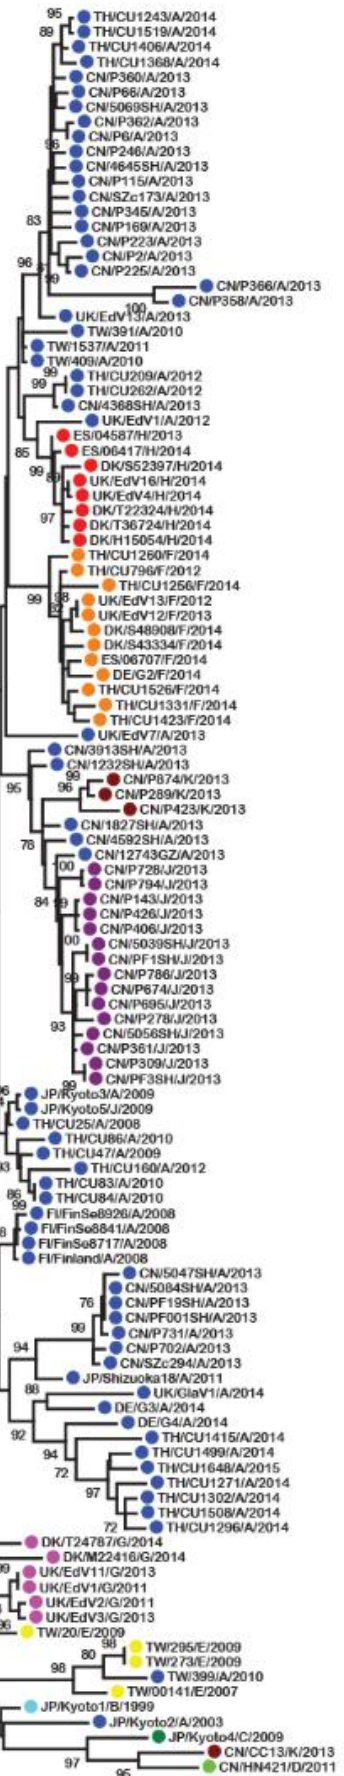 TH/CU1243/A/2014
95
TH/CU1519/A/2014
89
TH/CU1406/A/2014
TH/CU1368/A/2014
CN/P360/A/2013
CN/P66/A/2013
CN/5069SH/A/2013
CN/P362/A/2013
CN/P6/A/2013
96
CN/P246/A/2013
CN/4645SH/A/2013
CN/P115/A/2013
CN/SZc173/A/2013
CN/P345/A/2013
83
CN/P169/A/2013
CN/P223/A/2013
CN/P2/A/2013
96
CN/P225/A/2013
99
CN/P366/A/2013
CN/P358/A/2013
100
UK/EdV13/A/2013
TW/391/A/2010
TW/1537/A/2011
TW/409/A/2010
99
TH/CU209/A/2012
99
TH/CU262/A/2012
CN/4368SH/A/2013
UK/EdV1/A/2012
ES/04587/H/2013
85
ES/06417/H/2014
99
DK/S52397/H/2014
UK/EdV16/H/2014
UK/EdV4/H/2014
DK/T22324/H/2014
97
DK/T36724/H/2014
DK/H15054/H/2014
TH/CU1260/F/2014
TH/CU796/F/2012
TH/CU1256/F/2014
99
98
UK/EdV13/F/2012
UK/EdV12/F/2013
DK/S48908/F/2014
DK/S43334/F/2014
ES/06707/F/2014
DE/G2/F/2014
TH/CU1526/F/2014
TH/CU1331/F/2014
TH/CU1423/F/2014
UK/EdV7/A/2013
CN/3913SH/A/2013
CN/1232SH/A/2013
99
CN/P874/K/2013
95
96
CN/P289/K/2013
CN/P423/K/2013
CN/1827SH/A/2013
CN/4592SH/A/2013
78
CN/12743GZ/A/2013
100
CN/P728/J/2013
CN/P794/J/2013
84
CN/P143/J/2013
CN/P426/J/2013
CN/P406/J/2013
00
CN/5039SH/J/2013
CN/PF1SH/J/2013
CN/P786/J/2013
99
CN/P674/J/2013
CN/P695/J/2013
CN/P278/J/2013
93
CN/5056SH/J/2013
CN/P361/J/2013
CN/P309/J/2013
CN/PF3SH/J/2013
99
JP/Kyoto3/A/2009
JP/Kyoto5/J/2009
TH/CU25/A/2008
TH/CU86/A/2010
TH/CU47/A/2009
TH/CU160/A/2012
TH/CU83/A/2010
86
TH/CU84/A/2010
99
FI/FinSe8926/A/2008
FI/FinSe8841/A/2008
FI/FinSe8717/A/2008
FI/Finland/A/2008
CN/5047SH/A/2013
CN/5084SH/A/2013
76
CN/PF19SH/A/2013
CN/PF001SH/A/2013
99
CN/P731/A/2013
94
CN/P702/A/2013
CN/SZc294/A/2013
JP/Shizuoka18/A/2011
88
UK/GlaV1/A/2014
DE/G3/A/2014
DE/G4/A/2014
92
TH/CU1415/A/2014
94
TH/CU1499/A/2014
72
TH/CU1648/A/2015
TH/CU1271/A/2014
97
TH/CU1302/A/2014
TH/CU1508/A/2014
72
TH/CU1296/A/2014
DK/T24787/G/2014
DK/M22416/G/2014
UK/EdV11/G/2013
UK/EdV1/G/2011
UK/EdV2/G/2011
UK/EdV3/G/2013
TW/20/E/2009
98
TW/295/E/2009
80
TW/273/E/2009
98
TW/399/A/2010
TW/00141/E/2007
JP/Kyoto1/B/1999
JP/Kyoto2/A/2003
JP/Kyoto4/C/2009
97
CN/CC13/K/2013
95
CN/HN421/D/2011